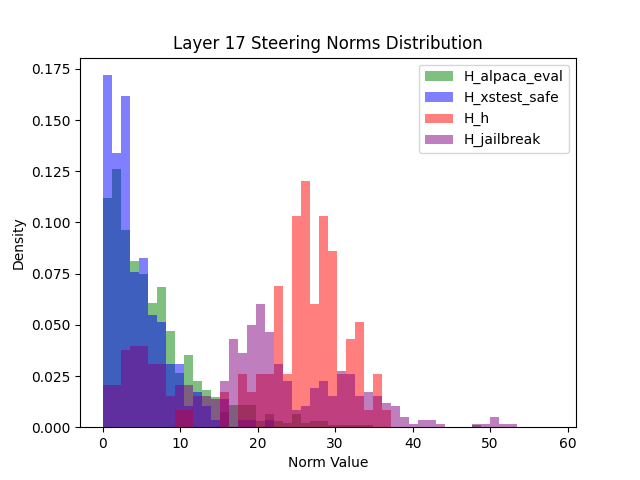 Layer 17 Steering Norms Distribution
H_alpaca_eval
H_xstest_safe
H_h
H_jailbreak
0.175
0.150
0.125
0.100
0.075
0.050
0.025
0.000
Density
0 10 20 30 40 50 60
Norm Value